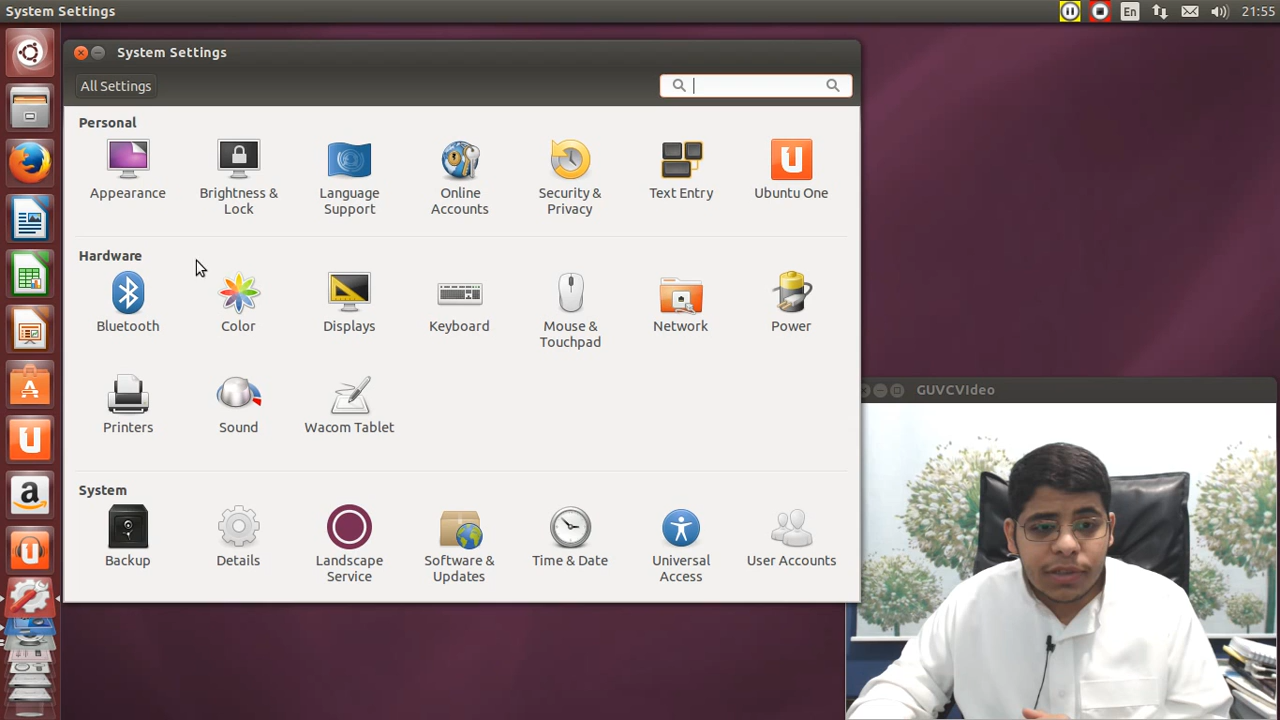 System Settings
En
21:55
System Settings
All Settings
Personal
Appearance
Brightness &
Lock
Language
Support
Online
Accounts
Security &
Privacy
Text Entry
Ubuntu One
Hardware
Bluetooth
Color
Displays
Keyboard
Mouse &
Touchpad
Network
Power
Printers
Sound
Wacom Tablet
System
Backup
Details
Landscape
Service
Software &
Updates
Time & Date
Universal
Access
User Accounts
GUVCVIdeo